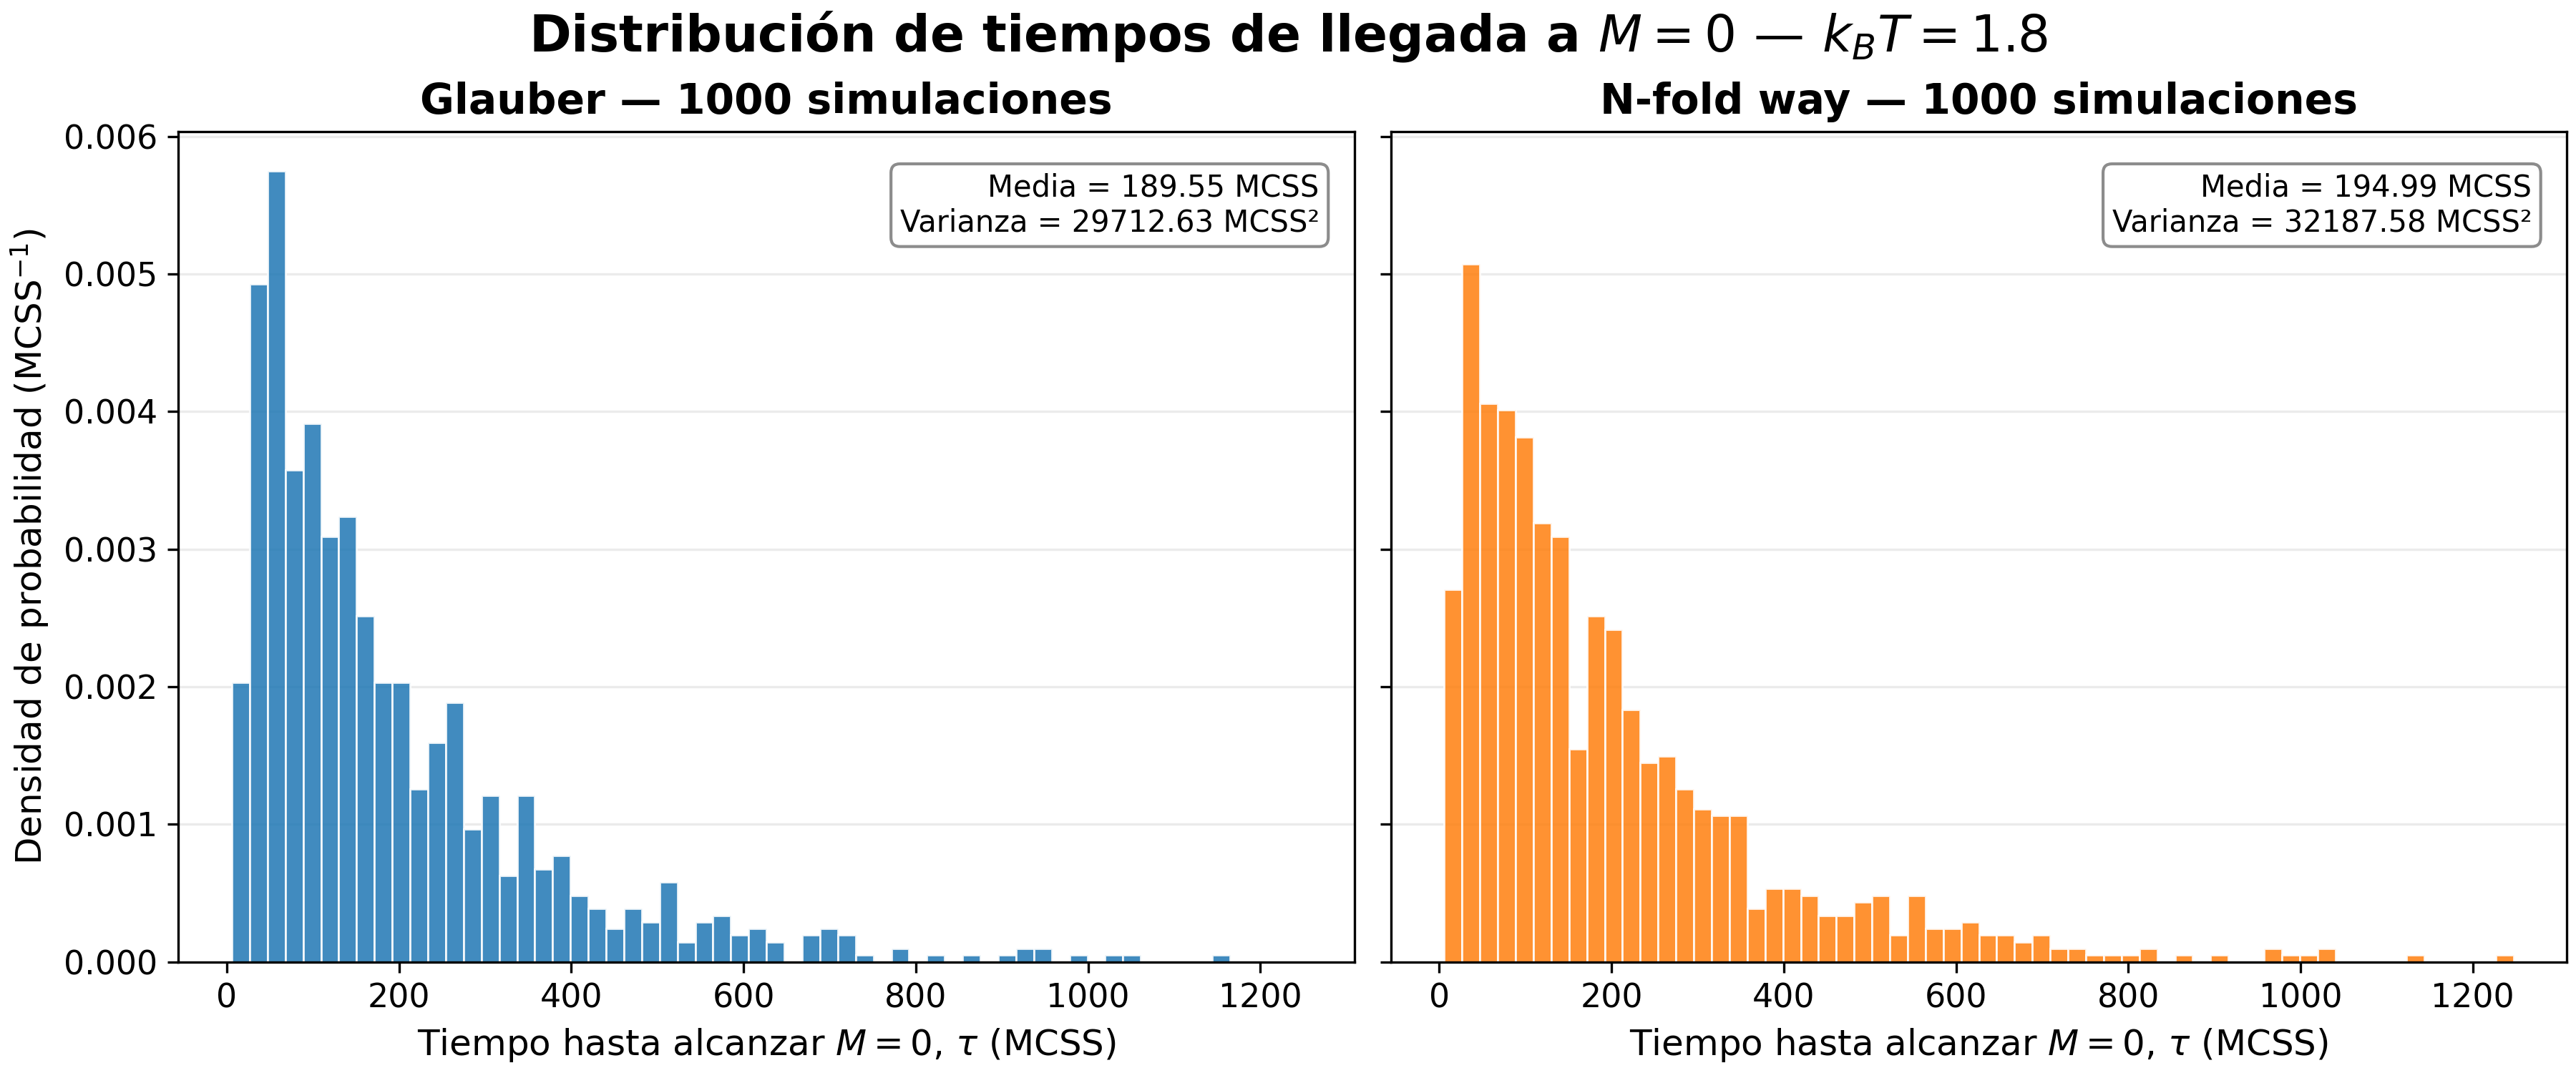 Distribución de tiempos de llegada a M = 0 — k_BT = 1.8
Glauber — 1000 simulaciones
Media = 189.55 MCSS
Varianza = 29712.63 MCSS²
Densidad de probabilidad (MCSS⁻¹)
0.006
0.005
0.004
0.003
0.002
0.001
0.000
0 200 400 600 800 1000 1200
Tiempo hasta alcanzar M = 0, τ (MCSS)
N-fold way — 1000 simulaciones
Media = 194.99 MCSS
Varianza = 32187.58 MCSS²
0 200 400 600 800 1000 1200
Tiempo hasta alcanzar M = 0, τ (MCSS)